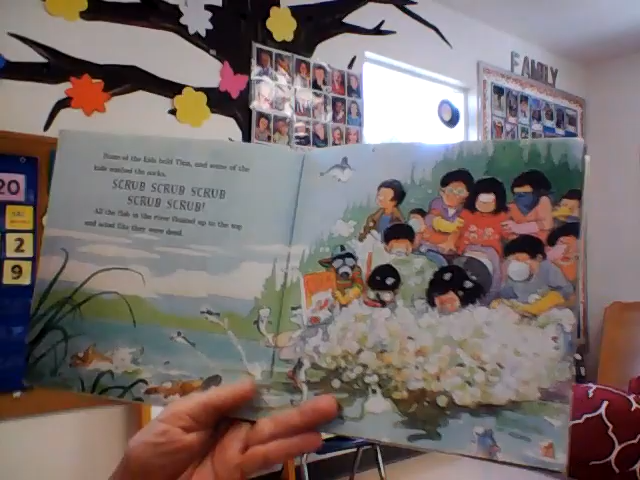 FAMILY
Some of the kids held Tom, and some of the
kids washed the socks.
SCRUB SCRUB SCRUB
SCRUB SCRUB!
All the fish in the river floated up to the top
and acted like they were dead.
20
2
9